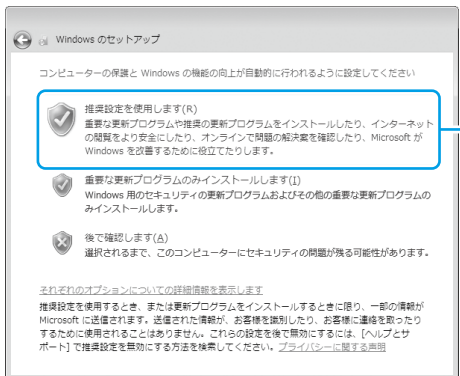 Windows のセットアップ
コンピューターの保護と Windows の機能の向上が自動的に行われるように設定してください
推奨設定を使用します(R)
重要な更新プログラムや推奨の更新プログラムをインストールしたり、インターネット
の閲覧をより安全にしたり、オンラインで問題の解決案を確認したり、Microsoft が
Windows を改善するために役立てたりします。
重要な更新プログラムのみインストールします(I)
Windows 用のセキュリティの更新プログラムおよびその他の重要な更新プログラムの
みインストールします。
後で確認します(A)
選択されるまで、このコンピューターにセキュリティの問題が残る可能性があります。
それぞれのオプションについての詳細情報を表示します
推奨設定を使用するとき、または更新プログラムをインストールするときに限り、一部の情報が
Microsoft に送信されます。送信された情報が、お客様を識別したり、お客様に連絡を取ったり
するために使用されることはありません。これらの設定を後で無効にするには、[ヘルプとサ
ポート] で推奨設定を無効にする方法を検索してください。プライバシーに関する声明